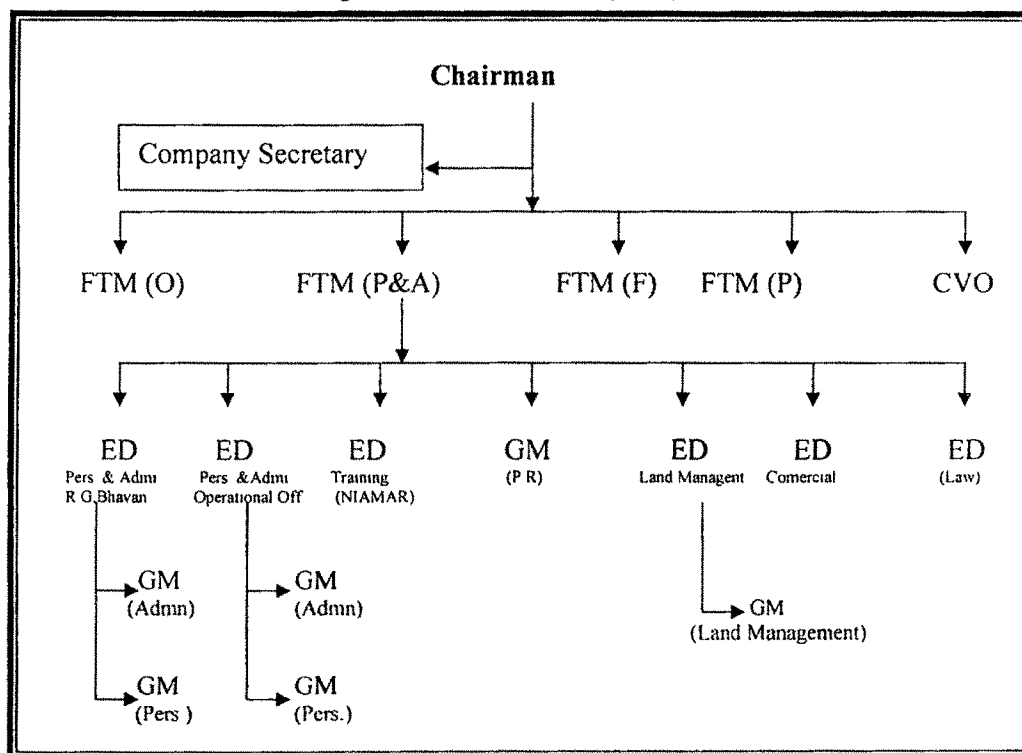 Chairman
Company Secretary
FTM (O) FTM (P&A) FTM (F) FTM (P) CVO
ED ED ED GM ED ED ED
Pers & Admi Pers & Admi Training (P R) Land Managent Comercial (Law)
R G.Bhavan Operational Off (NIAMAR)
GM GM
(Admn) (Admn)
GM
(Land Management)
GM GM
(Pers ) (Pers.)